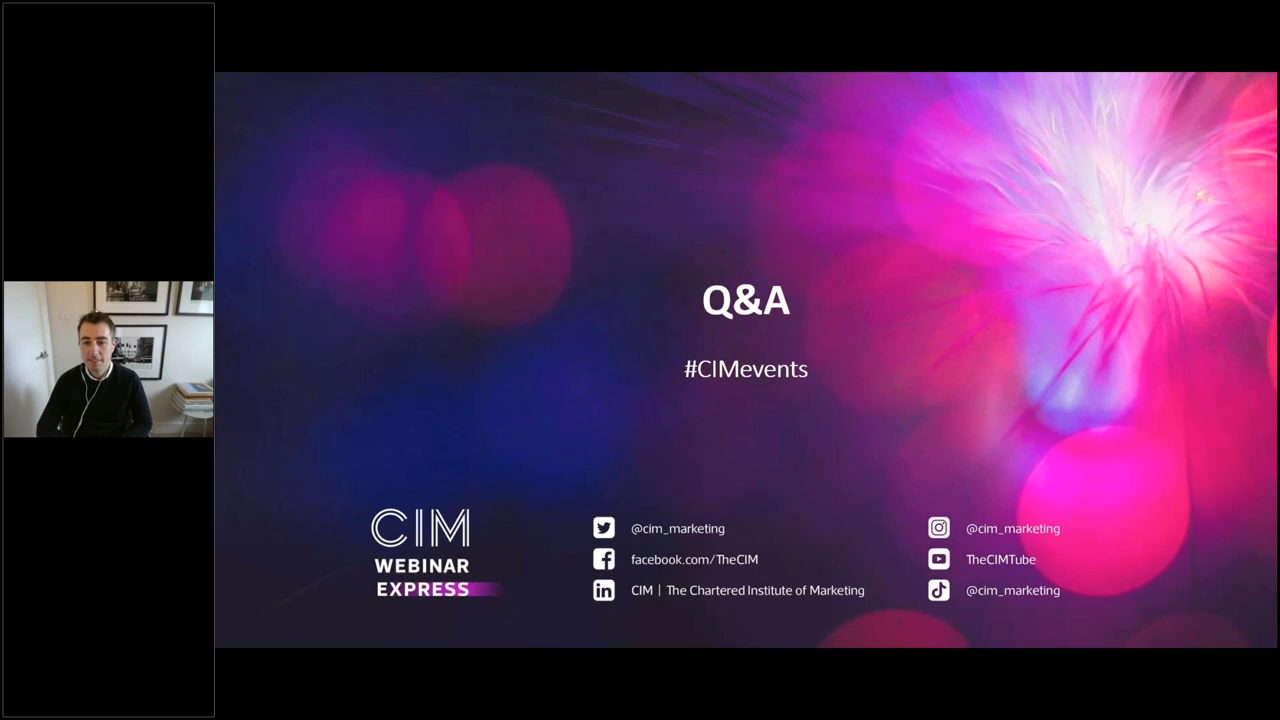 Q&A
#CIMevents
CIM
WEBINAR
EXPRESS
@cim_marketing
facebook.com/TheCIM
CIM | The Chartered Institute of Marketing
@cim_marketing
TheCIMTube
@cim_marketing